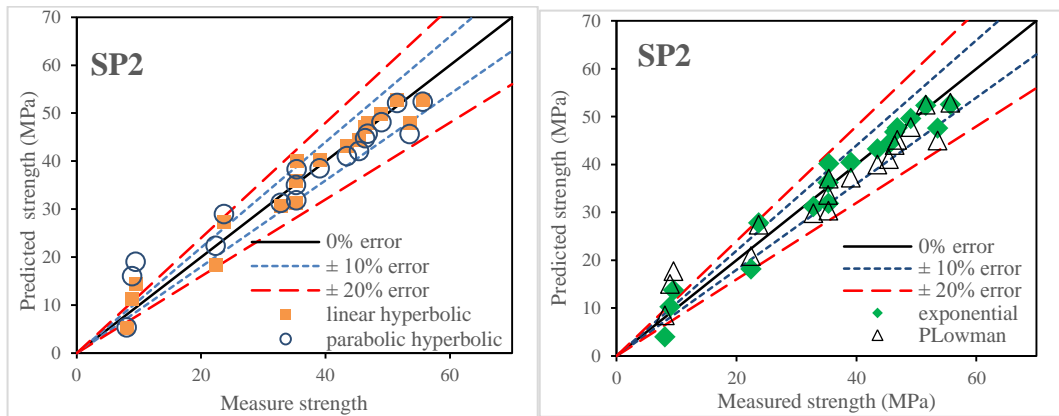 SP2
Predicted strength (MPa)
70
60
50
40
30
20
10
0
0% error
± 10% error
± 20% error
linear hyperbolic
parabolic hyperbolic
0
20
40
60
Measure strength
SP2
Predicted strength (MPa)
70
60
50
40
30
20
10
0
0% error
± 10% error
± 20% error
exponential
PLowman
0
20
40
60
Measured strength (MPa)